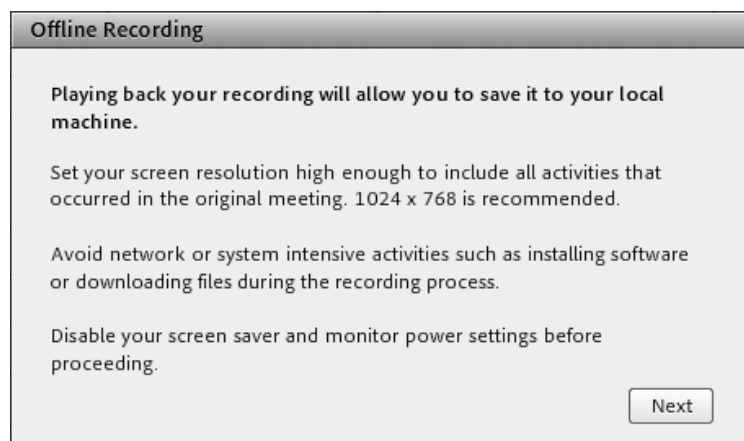 Offline Recording
Playing back your recording will allow you to save it to your local
machine.
Set your screen resolution high enough to include all activities that
occurred in the original meeting. 1024 x 768 is recommended.
Avoid network or system intensive activities such as installing software
or downloading files during the recording process.
Disable your screen saver and monitor power settings before
proceeding.
Next